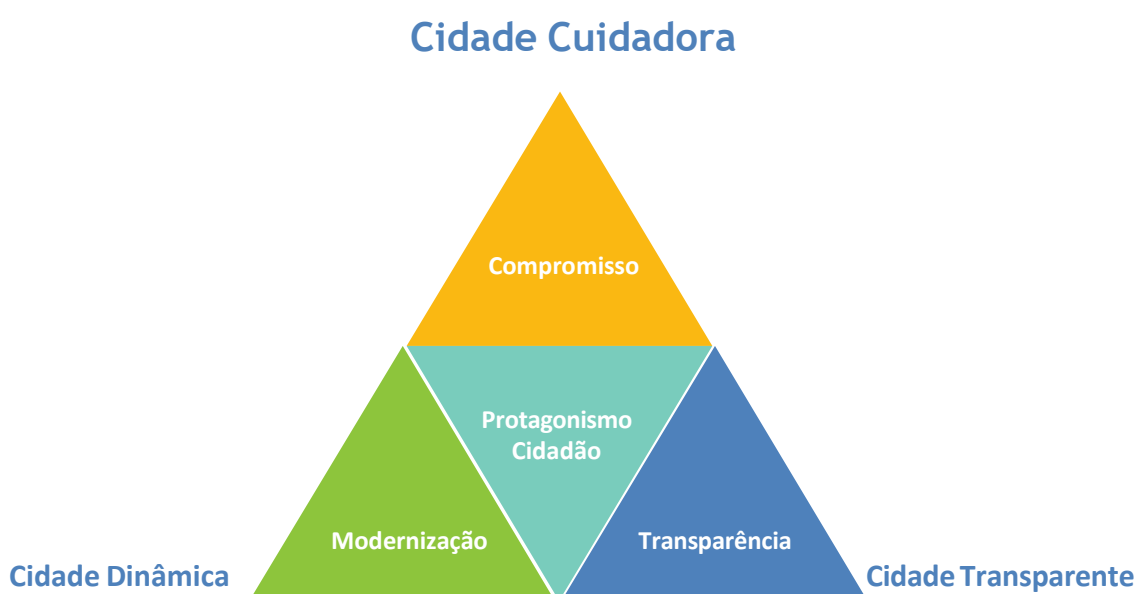 Cidade Cuidadora
Compromisso
Protagonismo
Cidadão
Modernização
Transparência
Cidade Dinâmica
Cidade Transparente